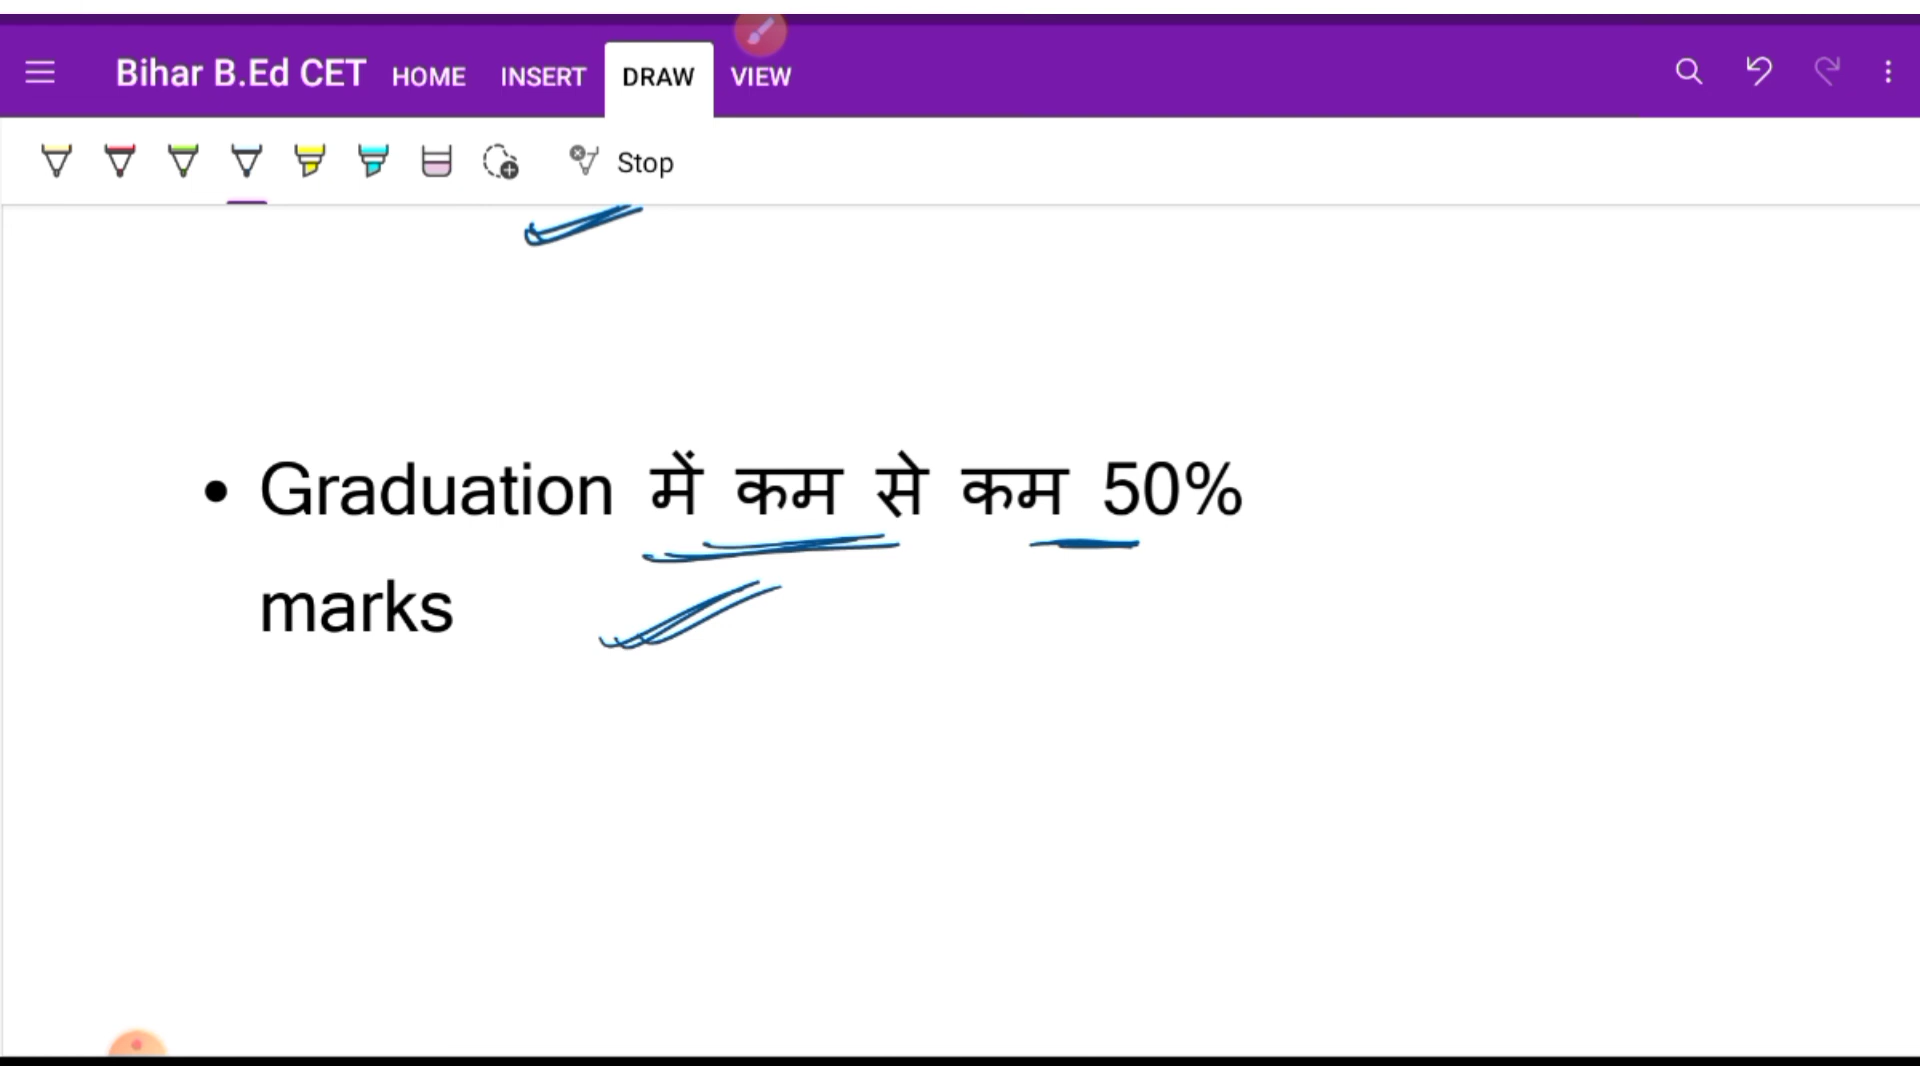 Bihar B.Ed CET HOME INSERT DRAW VIEW
Stop
• Graduation में कम से कम 50%
marks